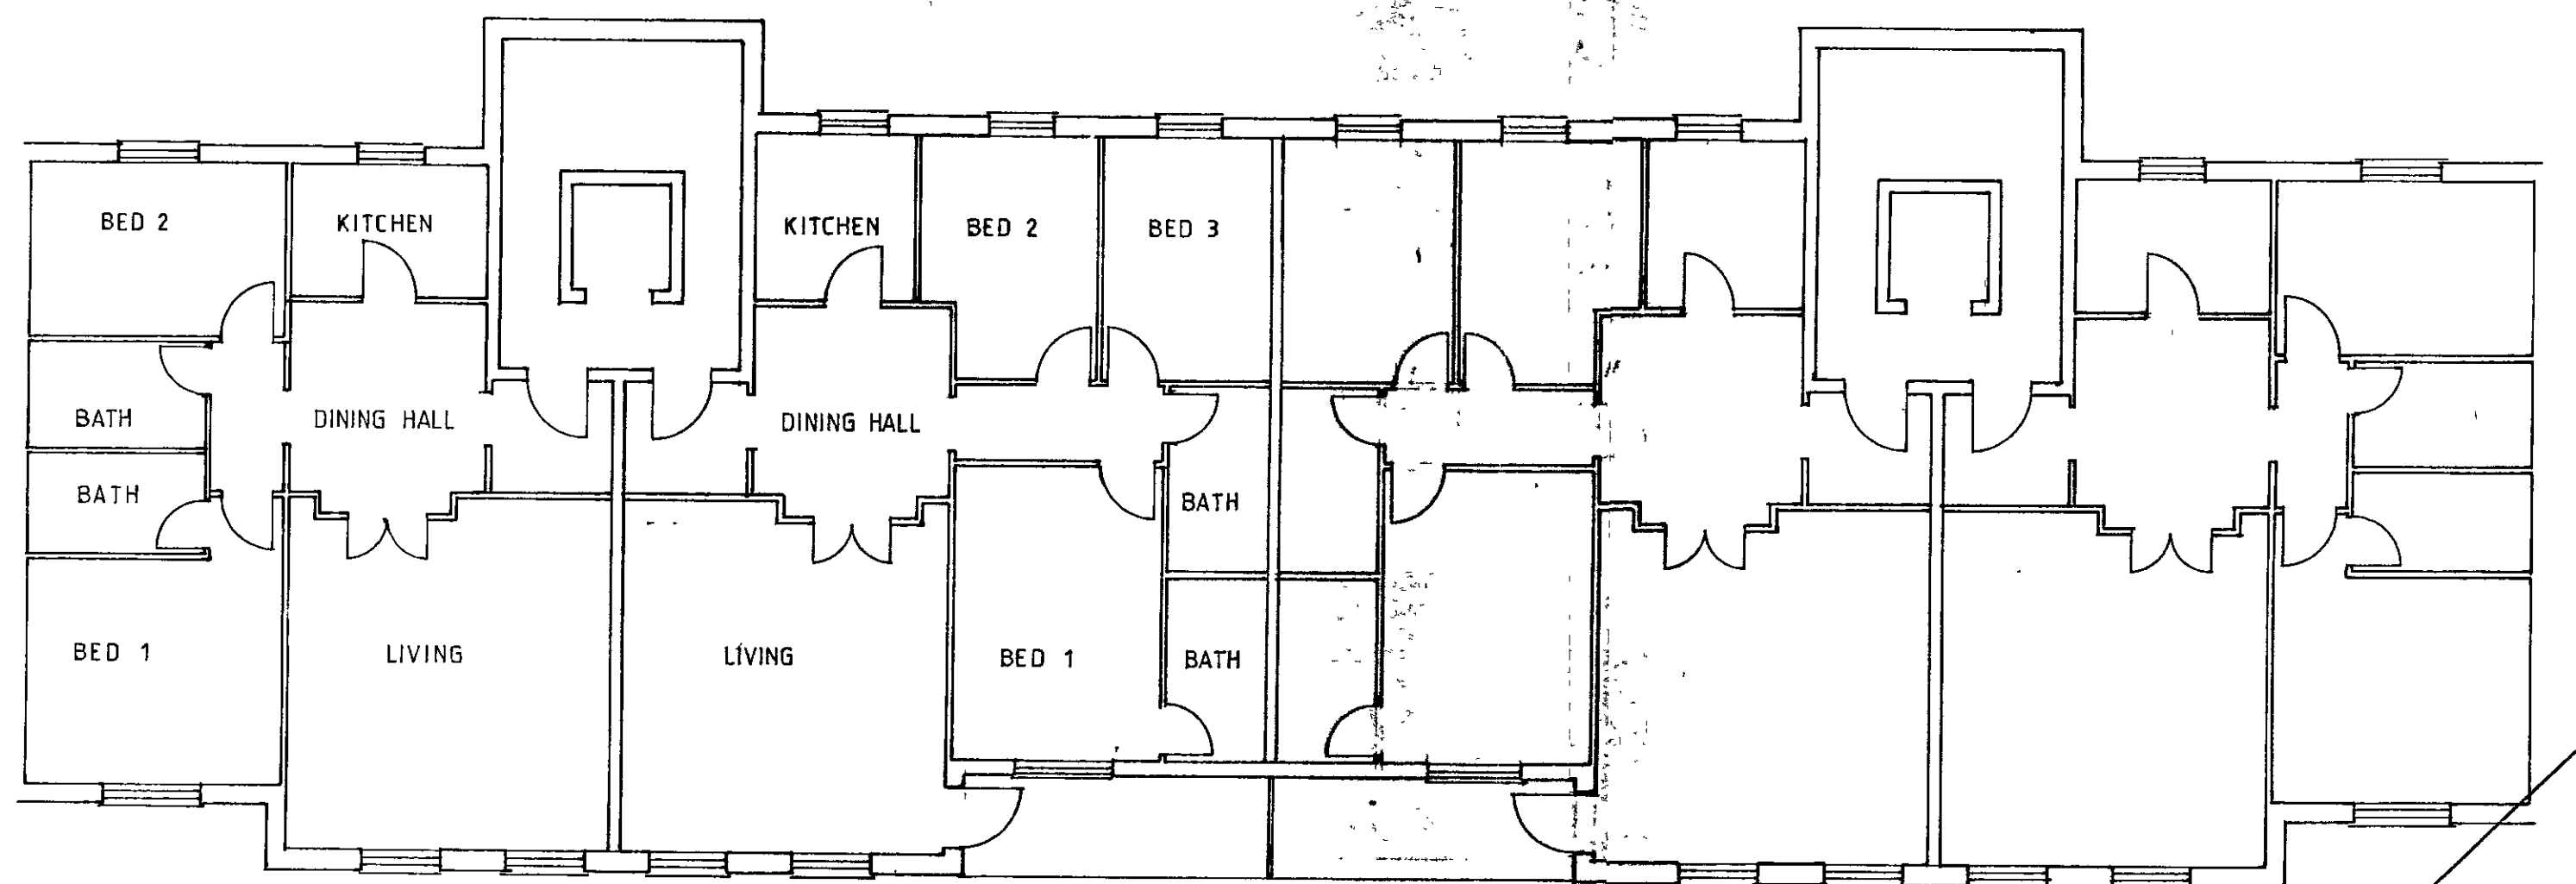 BED 2
KITCHEN
KITCHEN
BED 2
BED 3
BATH
DINING HALL
DINING HALL
BATH
BATH
BED 1
LIVING
LIVING
BED 1
BATH